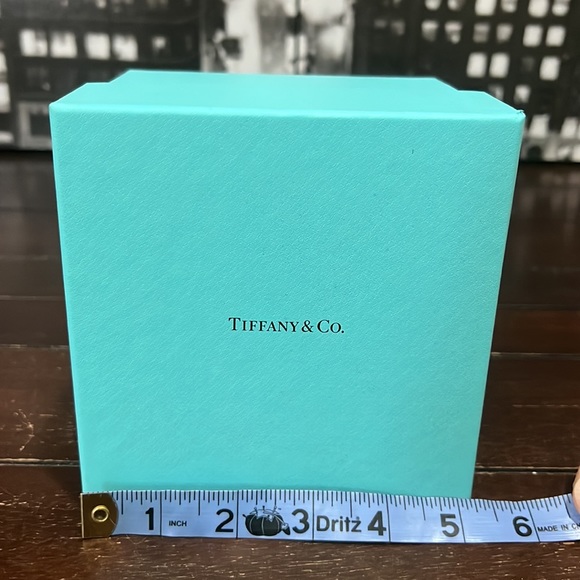 TIFFANY & CO.
1 INCH 2 3 Dritz 4 5 6 MADE IN